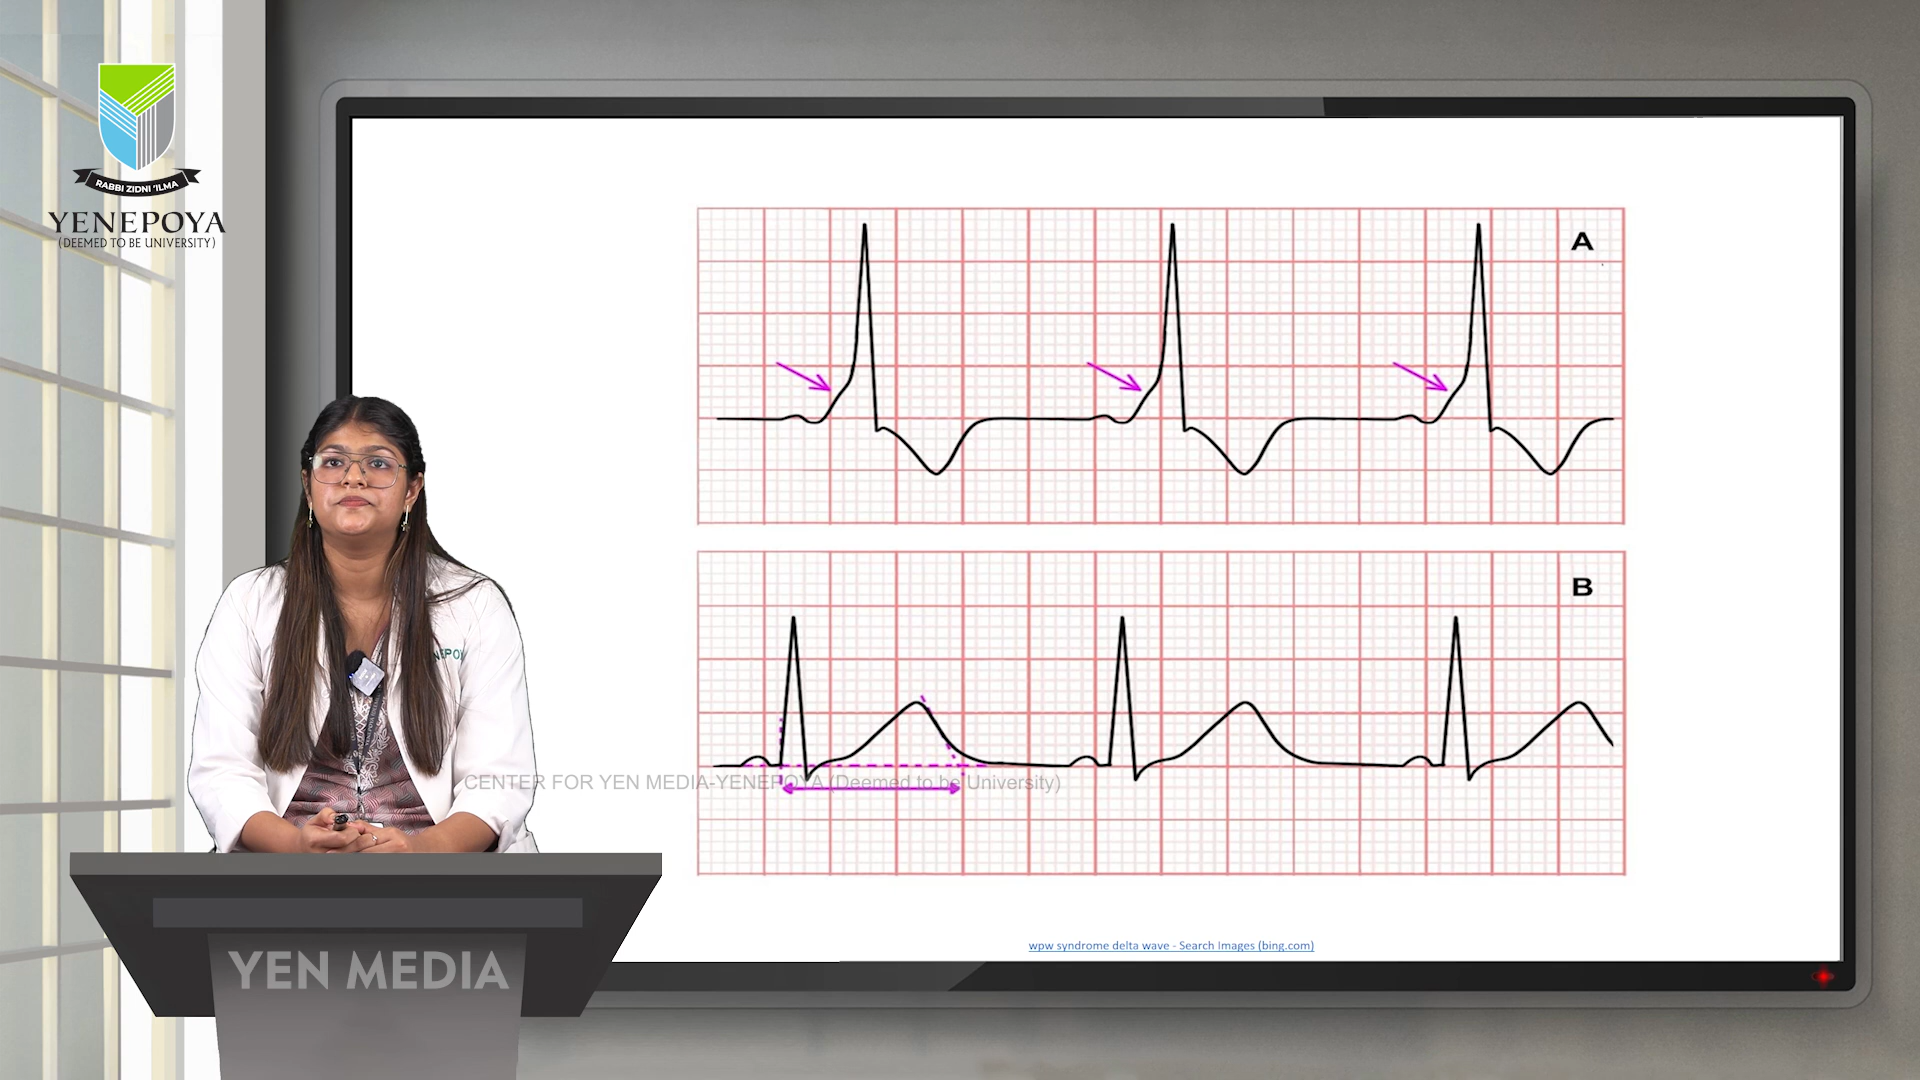 RABBI ZIDNI 'ILMA
YENEPOYA
(DEEMED TO BE UNIVERSITY)
A
B
NEPOY
CENTER FOR YEN MEDIA-YENEPOYA (Deemed to be University)
wpw syndrome delta wave - Search Images (bing.com)
YEN MEDIA